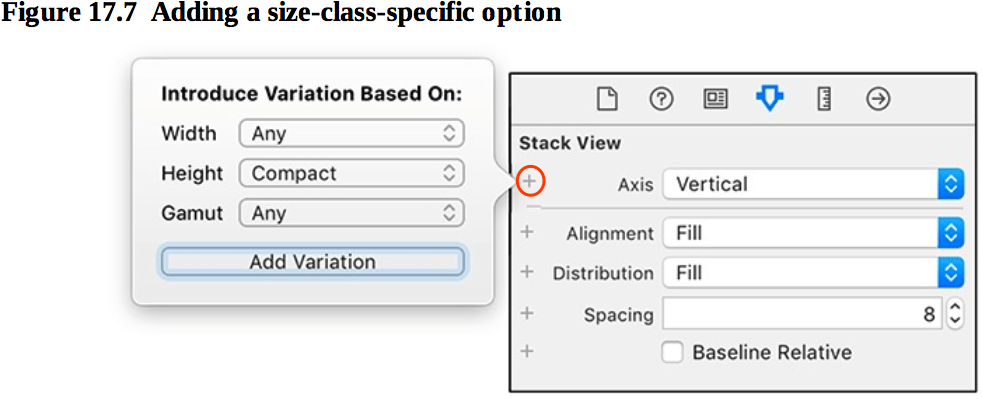 Figure 17.7 Adding a size-class-specific option
Introduce Variation Based On:
Width Any
Height Compact
Gamut Any
Add Variation
Stack View
+ Axis Vertical
+ Alignment Fill
+ Distribution Fill
+ Spacing 8
+ Baseline Relative